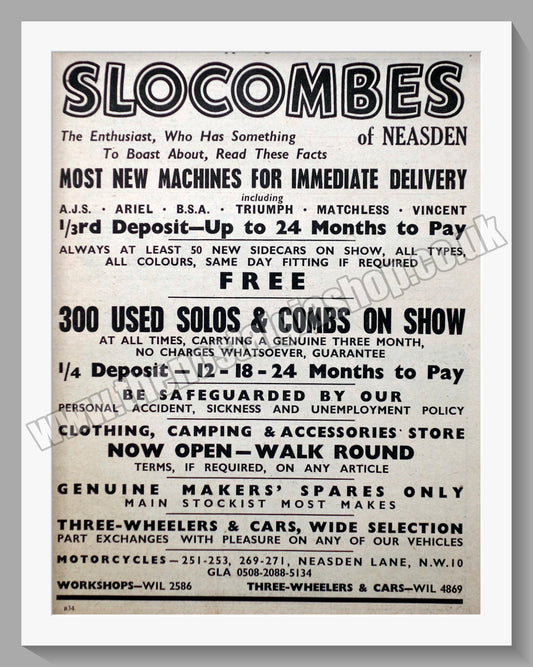 SLOCOMBES
of NEASDEN
The Enthusiast, Who Has Something
To Boast About, Read These Facts
MOST NEW MACHINES FOR IMMEDIATE DELIVERY
including
A.J.S. · ARIEL · B.S.A. · TRIUMPH · MATCHLESS · VINCENT
1/3rd Deposit—Up to 24 Months to Pay
ALWAYS AT LEAST 50 NEW SIDECARS ON SHOW, ALL TYPES,
ALL COLOURS, SAME DAY FITTING IF REQUIRED
FREE
300 USED SOLOS & COMBS ON SHOW
AT ALL TIMES, CARRYING A GENUINE THREE MONTH,
NO CHARGES WHATSOEVER, GUARANTEE
1/4 Deposit — 12 - 18 - 24 Months to Pay
BE SAFEGUARDED BY OUR
PERSONAL ACCIDENT, SICKNESS AND UNEMPLOYMENT POLICY
CLOTHING, CAMPING & ACCESSORIES STORE
NOW OPEN—WALK ROUND
TERMS, IF REQUIRED, ON ANY ARTICLE
GENUINE MAKERS' SPARES ONLY
MAIN STOCKIST MOST MAKES
THREE-WHEELERS & CARS, WIDE SELECTION
PART EXCHANGES WITH PLEASURE ON ANY OF OUR VEHICLES
MOTORCYCLES—251-253, 269-271, NEASDEN LANE, N.W.10
GLA 0508-2088-5134
WORKSHOPS—WIL 2586 THREE-WHEELERS & CARS—WIL 4869
B34